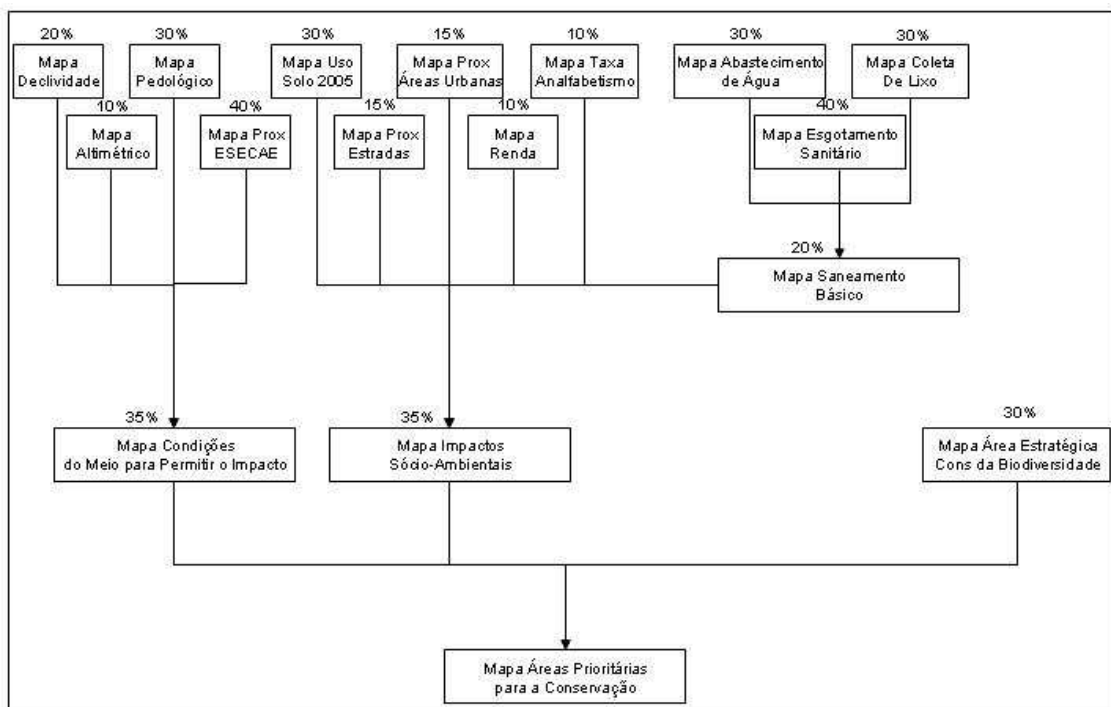 20%
30%
30%
15%
10%
30%
30%
Mapa
Declividade
Mapa
Pedológico
Mapa Uso
Solo 2005
Mapa Prox
Áreas Urbanas
Mapa Taxa
Analfabetismo
Mapa Abastecimento
de Água
Mapa Coleta
De Lixo
10%
40%
15%
10%
40%
Mapa
Altimétrico
Mapa Prox
ESECAE
Mapa Prox
Estradas
Mapa
Renda
Mapa Esgotamento
Sanitário
20%
Mapa Saneamento
Básico
35%
35%
30%
Mapa Condições
do Meio para Permitir o Impacto
Mapa Impactos
Sócio-Ambientais
Mapa Área Estratégica
Cons da Biodiversidade
Mapa Áreas Prioritárias
para a Conservação